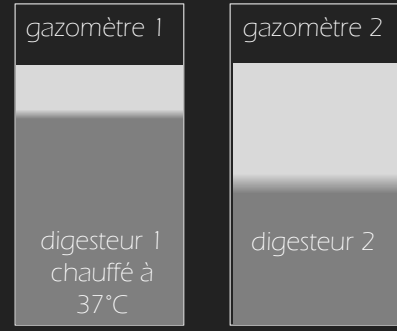 gazomètre 1
gazomètre 2
digesteur 1
chauffé à
37°C
digesteur 2